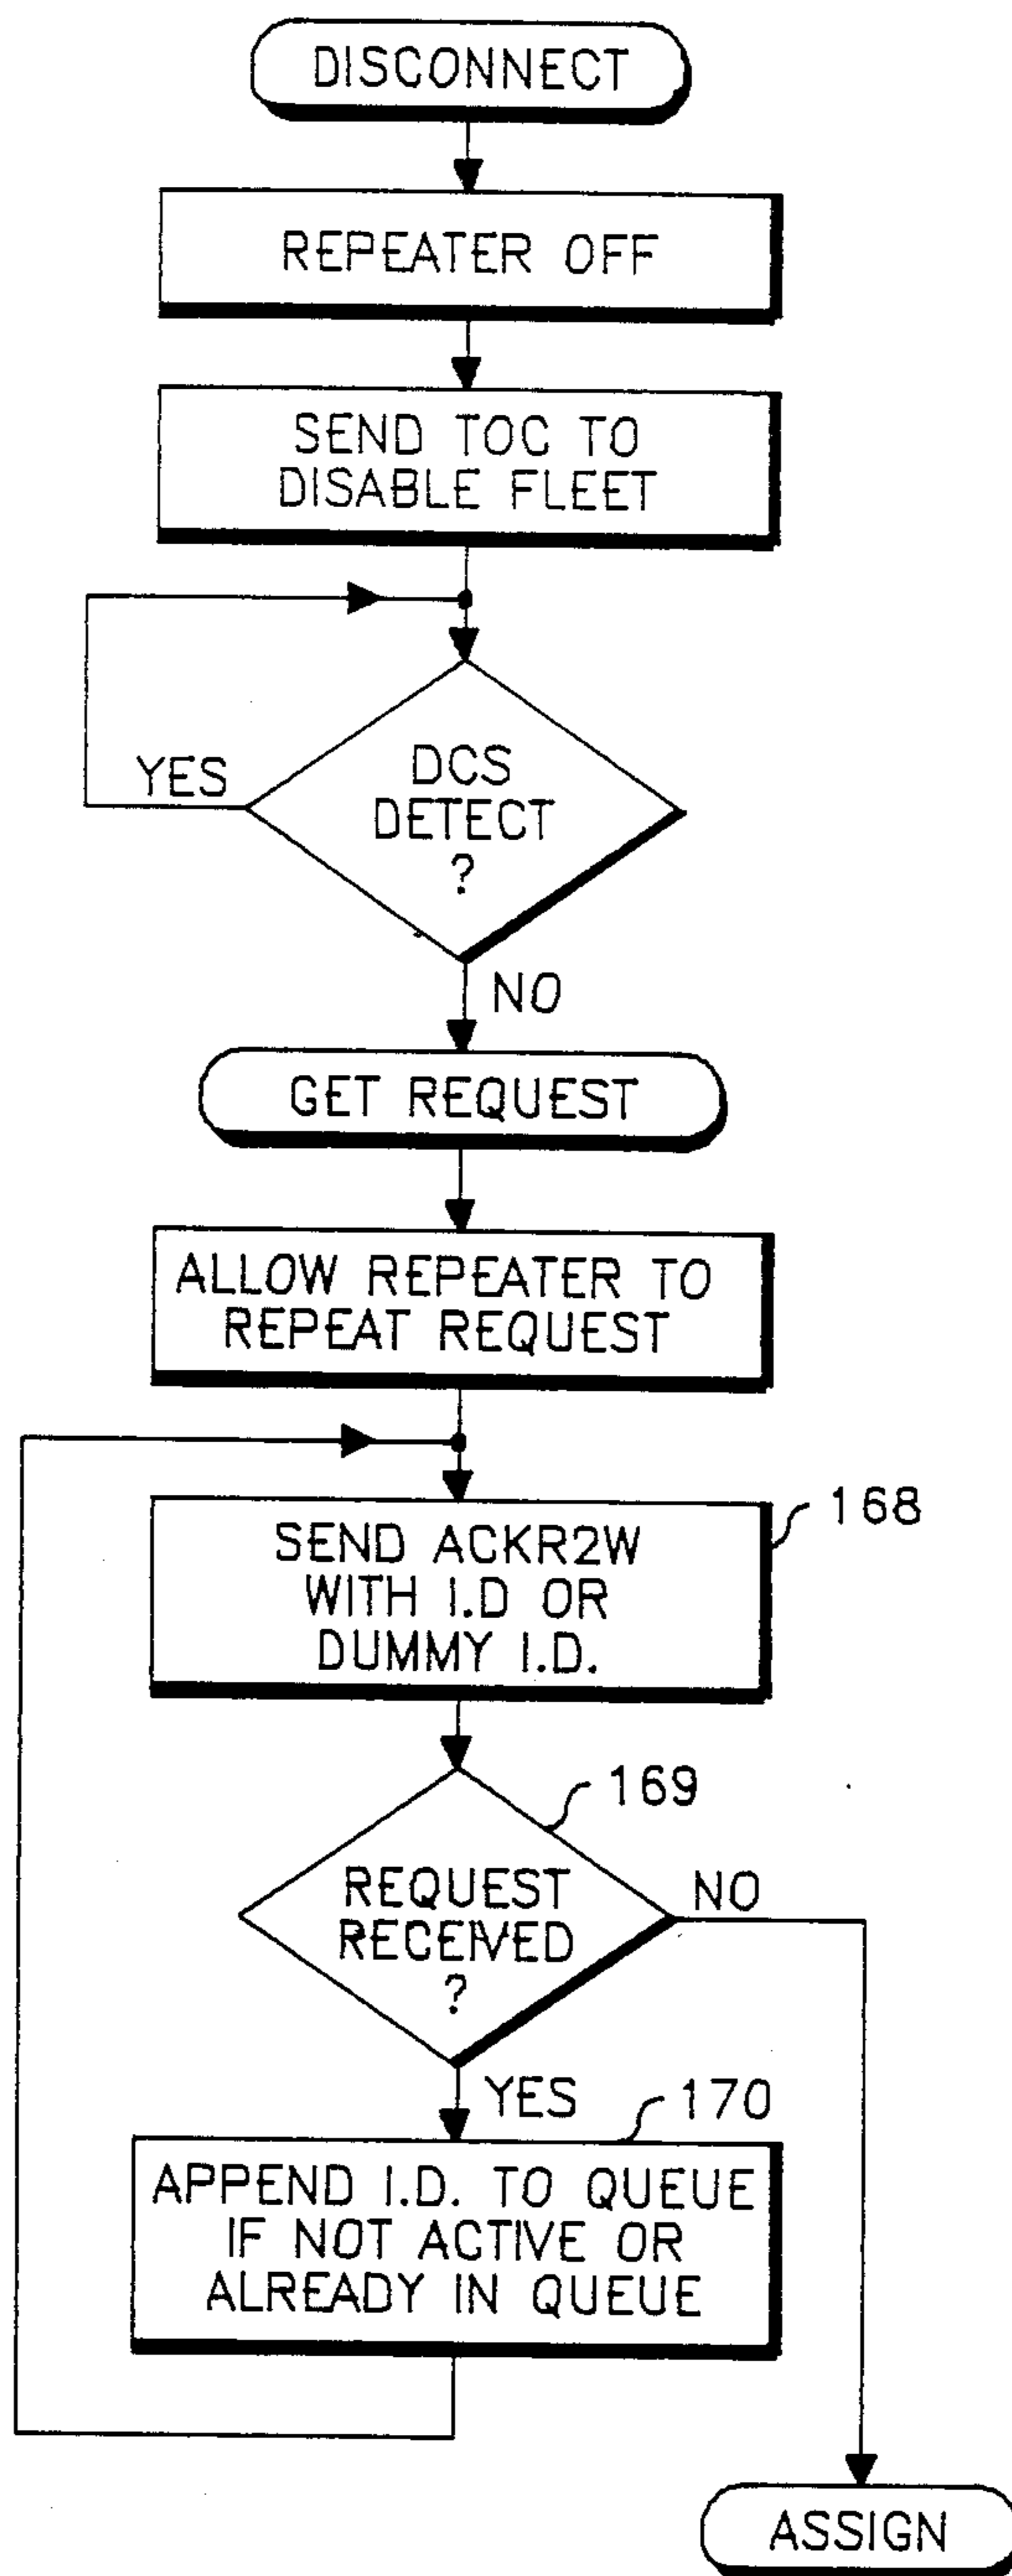 DISCONNECT
REPEATER OFF
SEND TOC TO
DISABLE FLEET
YES
DCS
DETECT
?
NO
GET REQUEST
ALLOW REPEATER TO
REPEAT REQUEST
168
SEND ACKR2W
WITH I.D OR
DUMMY I.D.
169
REQUEST
RECEIVED
?
NO
YES
170
APPEND I.D. TO QUEUE
IF NOT ACTIVE OR
ALREADY IN QUEUE
ASSIGN